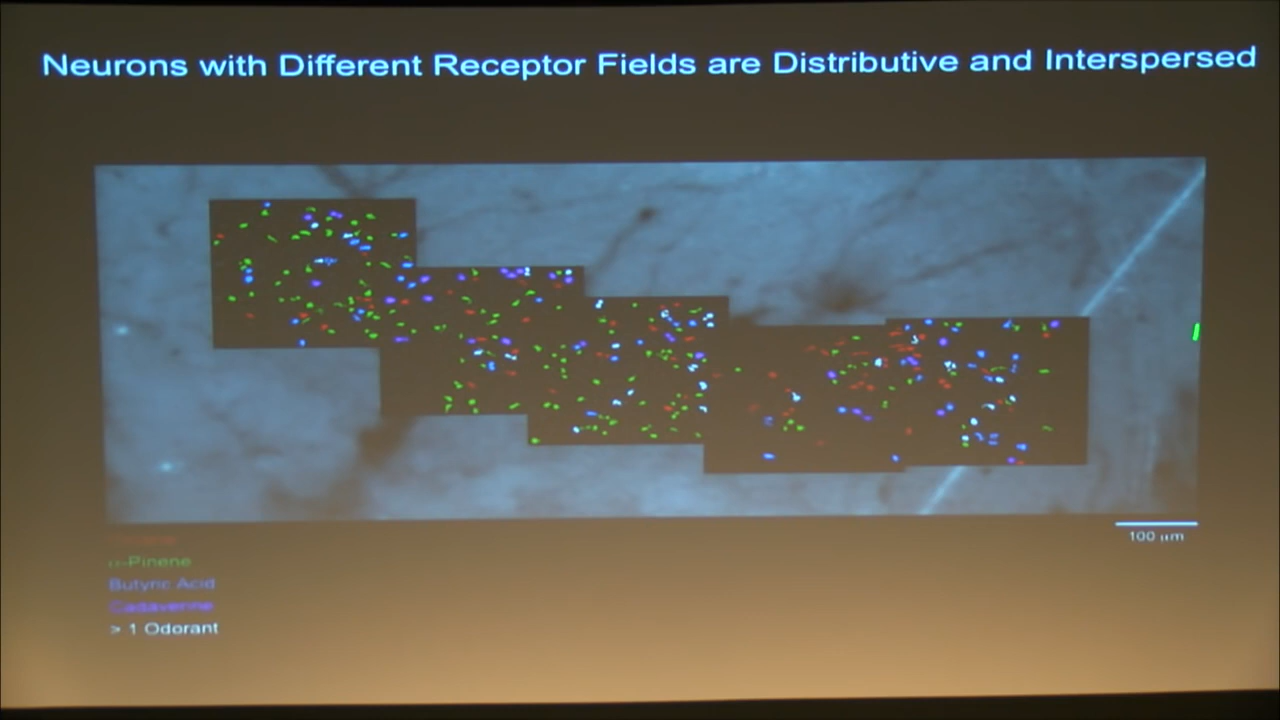 Neurons with Different Receptor Fields are Distributive and Interspersed
α-Pinene
Butyric Acid
Cadaverine
> 1 Odorant
100 μm